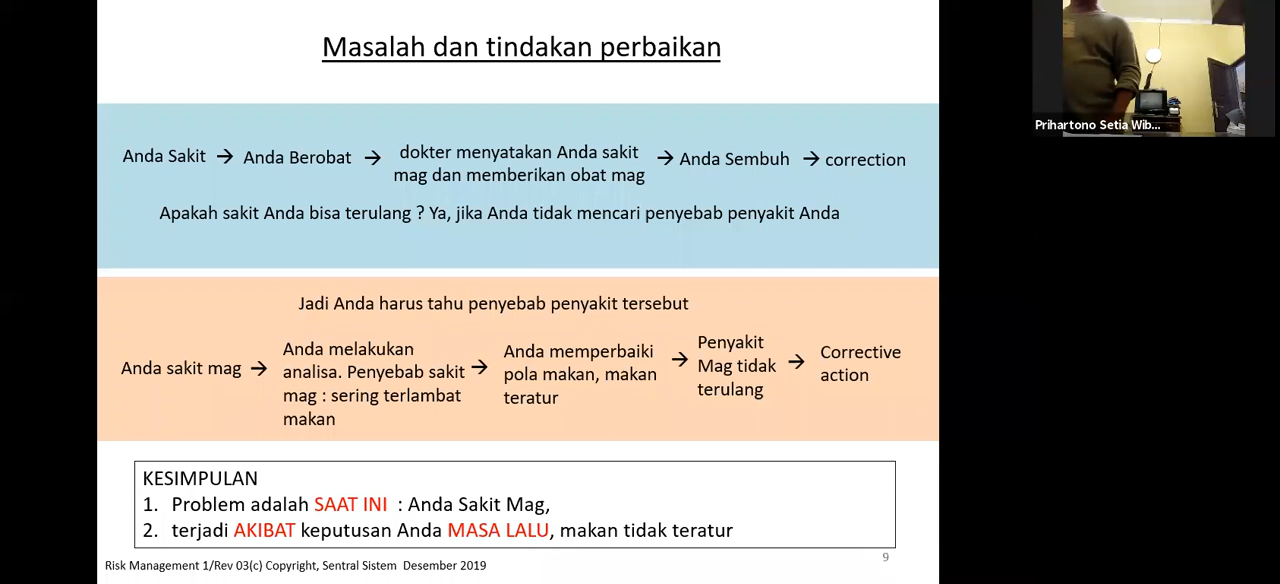 Masalah dan tindakan perbaikan
Anda Sakit → Anda Berobat → dokter menyatakan Anda sakit mag dan memberikan obat mag → Anda Sembuh → correction
Apakah sakit Anda bisa terulang ? Ya, jika Anda tidak mencari penyebab penyakit Anda
Jadi Anda harus tahu penyebab penyakit tersebut
Anda sakit mag →
Anda melakukan
analisa. Penyebab sakit
mag : sering terlambat
makan
→
Anda memperbaiki
pola makan, makan
teratur
→
Penyakit
Mag tidak
terulang
→
Corrective
action
KESIMPULAN
1. Problem adalah SAAT INI : Anda Sakit Mag,
2. terjadi AKIBAT keputusan Anda MASA LALU, makan tidak teratur
9
Risk Management 1/Rev 03(c) Copyright, Sentral Sistem Desember 2019
Prihartono Setia Wib...